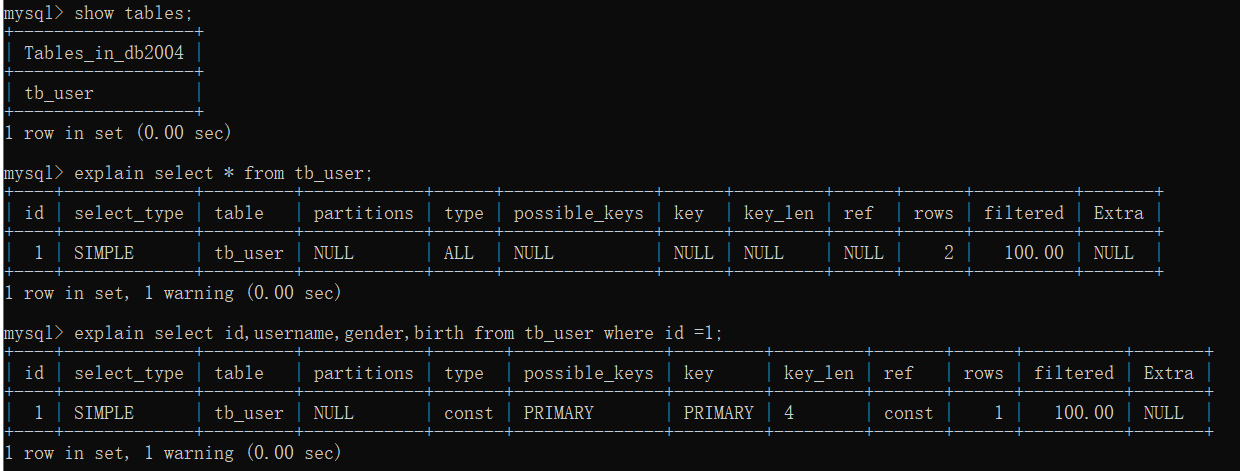 mysql> show tables;
+------------------+
| Tables_in_db2004 |
+------------------+
| tb_user          |
+------------------+
1 row in set (0.00 sec)
mysql> explain select * from tb_user;
+----+-------------+---------+------------+------+---------------+------+---------+------+------+----------+-------+
| id | select_type | table   | partitions | type | possible_keys | key  | key_len | ref  | rows | filtered | Extra |
+----+-------------+---------+------------+------+---------------+------+---------+------+------+----------+-------+
|  1 | SIMPLE      | tb_user | NULL       | ALL  | NULL          | NULL | NULL    | NULL |    2 |   100.00 | NULL  |
+----+-------------+---------+------------+------+---------------+------+---------+------+------+----------+-------+
1 row in set, 1 warning (0.00 sec)
mysql> explain select id,username,gender,birth from tb_user where id =1;
+----+-------------+---------+------------+-------+---------------+---------+---------+-------+------+----------+-------+
| id | select_type | table   | partitions | type  | possible_keys | key     | key_len | ref   | rows | filtered | Extra |
+----+-------------+---------+------------+-------+---------------+---------+---------+-------+------+----------+-------+
|  1 | SIMPLE      | tb_user | NULL       | const | PRIMARY       | PRIMARY | 4       | const |    1 |   100.00 | NULL  |
+----+-------------+---------+------------+-------+---------------+---------+---------+-------+------+----------+-------+
1 row in set, 1 warning (0.00 sec)